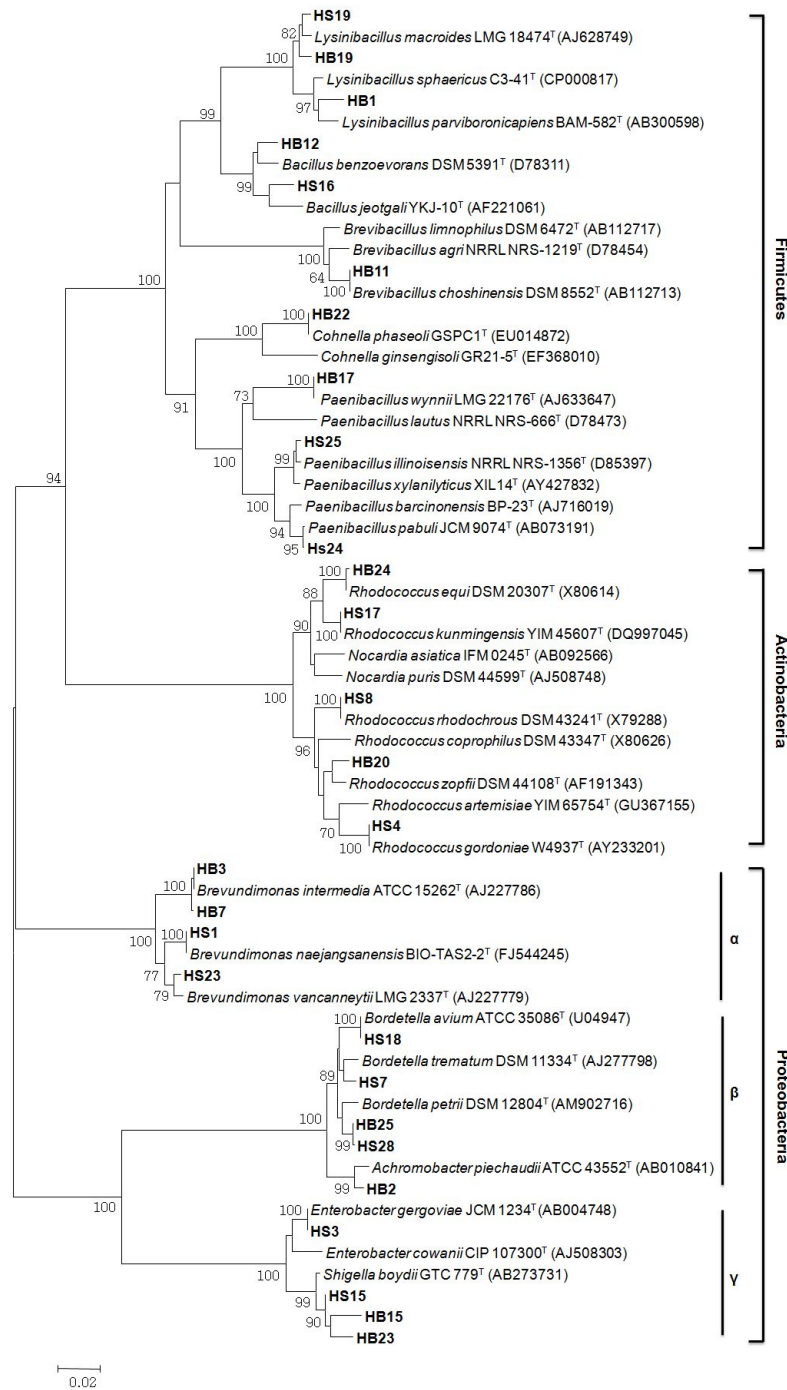 HS19
82
Lysinibacillus macroides LMG 18474ᵀ (AJ628749)
100
HB19
Lysinibacillus sphaericus C3-41ᵀ (CP000817)
HB1
97
99
Lysinibacillus parviboronicapiens BAM-582ᵀ (AB300598)
HB12
Bacillus benzoevorans DSM 5391ᵀ (D78311)
99
HS16
Bacillus jeotgali YKJ-10ᵀ (AF221061)
Brevibacillus limnophilus DSM 6472ᵀ (AB112717)
Brevibacillus agri NRRL NRS-1219ᵀ (D78454)
100
HB11
64
100
Brevibacillus choshinensis DSM 8552ᵀ (AB112713)
100
100
HB22
Cohnella phaseoli GSPC1ᵀ (EU014872)
100
Cohnella ginsengisoli GR21-5ᵀ (EF368010)
91
HB17
100
73
Paenibacillus wynnii LMG 22176ᵀ (AJ633647)
Paenibacillus lautus NRRL NRS-666ᵀ (D78473)
HS25
100
99
Paenibacillus illinoisensis NRRL NRS-1356ᵀ (D85397)
Paenibacillus xylanilyticus XIL14ᵀ (AY427832)
100
Paenibacillus barcinonensis BP-23ᵀ (AJ716019)
Paenibacillus pabuli JCM 9074ᵀ (AB073191)
94
95
Hs24
Firmicutes
94
100
HB24
Rhodococcus equi DSM 20307ᵀ (X80614)
88
HS17
90
100
Rhodococcus kunmingensis YIM 45607ᵀ (DQ997045)
Nocardia asiatica IFM 0245ᵀ (AB092566)
Nocardia puris DSM 44599ᵀ (AJ508748)
100
100
HS8
Rhodococcus rhodochrous DSM 43241ᵀ (X79288)
96
Rhodococcus coprophilus DSM 43347ᵀ (X80626)
HB20
Rhodococcus zopfii DSM 44108ᵀ (AF191343)
Rhodococcus artemisiae YIM 65754ᵀ (GU367155)
HS4
70
100
Rhodococcus gordoniae W4937ᵀ (AY233201)
Actinobacteria
HB3
100
Brevundimonas intermedia ATCC 15262ᵀ (AJ227786)
HB7
100
100
HS1
Brevundimonas naejangsanensis BIO-TAS2-2ᵀ (FJ544245)
77
HS23
79
Brevundimonas vancanneytii LMG 2337ᵀ (AJ227779)
α
100
Bordetella avium ATCC 35086ᵀ (U04947)
HS18
Bordetella trematum DSM 11334ᵀ (AJ277798)
89
HS7
Bordetella petrii DSM 12804ᵀ (AM902716)
100
HB25
99
HS28
Achromobacter piechaudii ATCC 43552ᵀ (AB010841)
99
HB2
β
100
100
Enterobacter gergoviae JCM 1234ᵀ (AB004748)
HS3
Enterobacter cowanii CIP 107300ᵀ (AJ508303)
100
Shigella boydii GTC 779ᵀ (AB273731)
HS15
99
HB15
90
HB23
γ
Proteobacteria
0.02